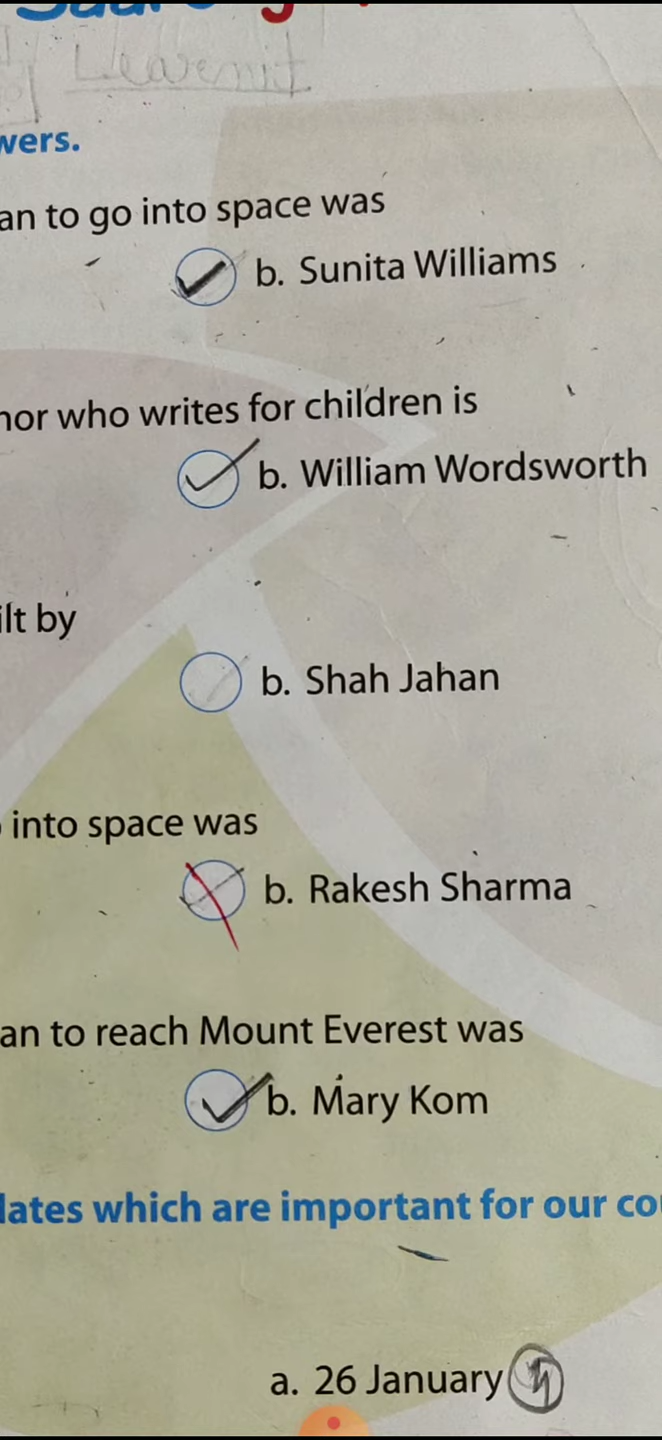 Learnit
wers.
an to go into space was
b. Sunita Williams
hor who writes for children is
b. William Wordsworth
ilt by
b. Shah Jahan
into space was
b. Rakesh Sharma
an to reach Mount Everest was
b. Mary Kom
lates which are important for our cou
a. 26 January